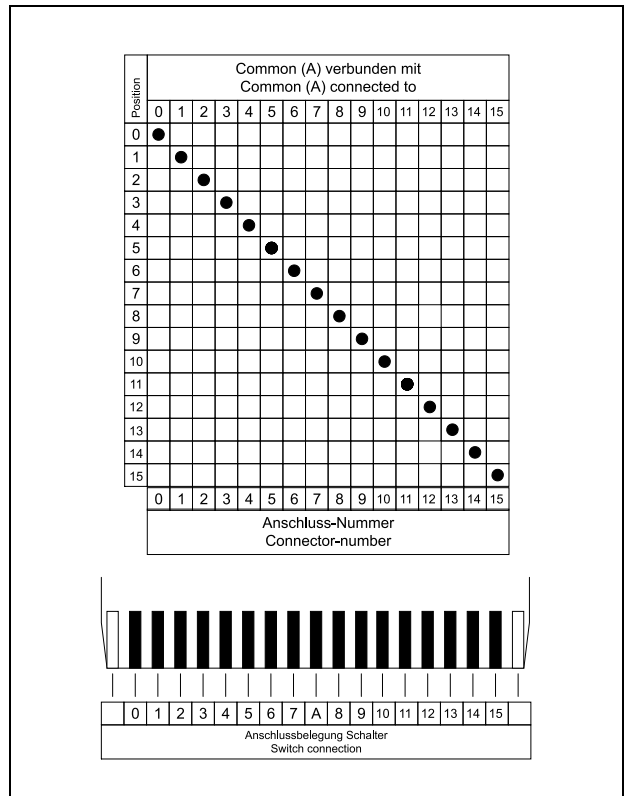 Common (A) verbunden mit
Common (A) connected to
Position
0 1 2 3 4 5 6 7 8 9 10 11 12 13 14 15
0
1
2
3
4
5
6
7
8
9
10
11
12
13
14
15
0 1 2 3 4 5 6 7 8 9 10 11 12 13 14 15
Anschluss-Nummer
Connector-number
0 1 2 3 4 5 6 7 A 8 9 10 11 12 13 14 15
Anschlussbelegung Schalter
Switch connection